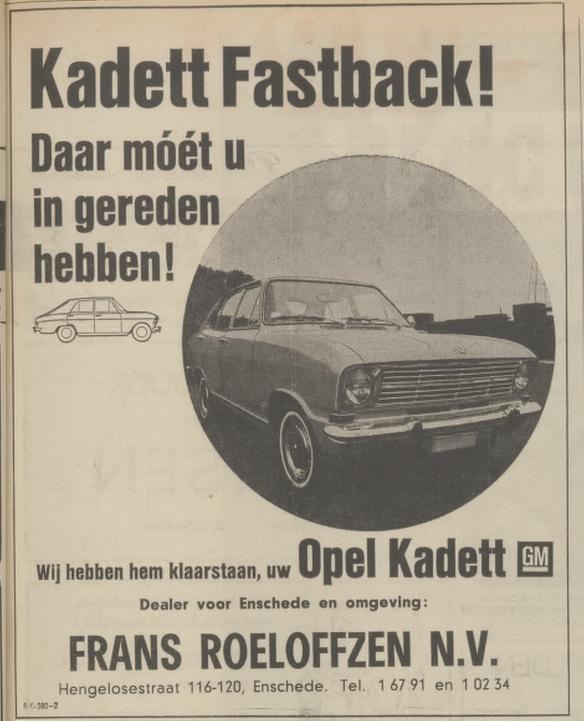 Kadett Fastback!
Daar móét u
in gereden
hebben!
Wij hebben hem klaarstaan, uw Opel Kadett GM
Dealer voor Enschede en omgeving:
FRANS ROELOFFZEN N.V.
Hengelosestraat 116-120, Enschede. Tel. 1 67 91 en 1 02 34